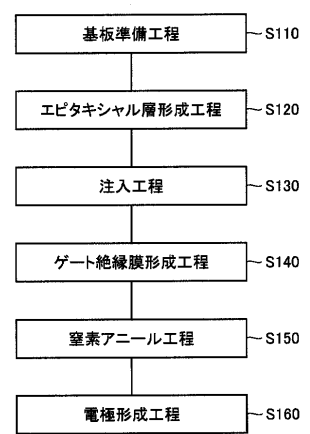 基板準備工程 S110
エピタキシャル層形成工程 S120
注入工程 S130
ゲート絶縁膜形成工程 S140
窒素アニール工程 S150
電極形成工程 S160